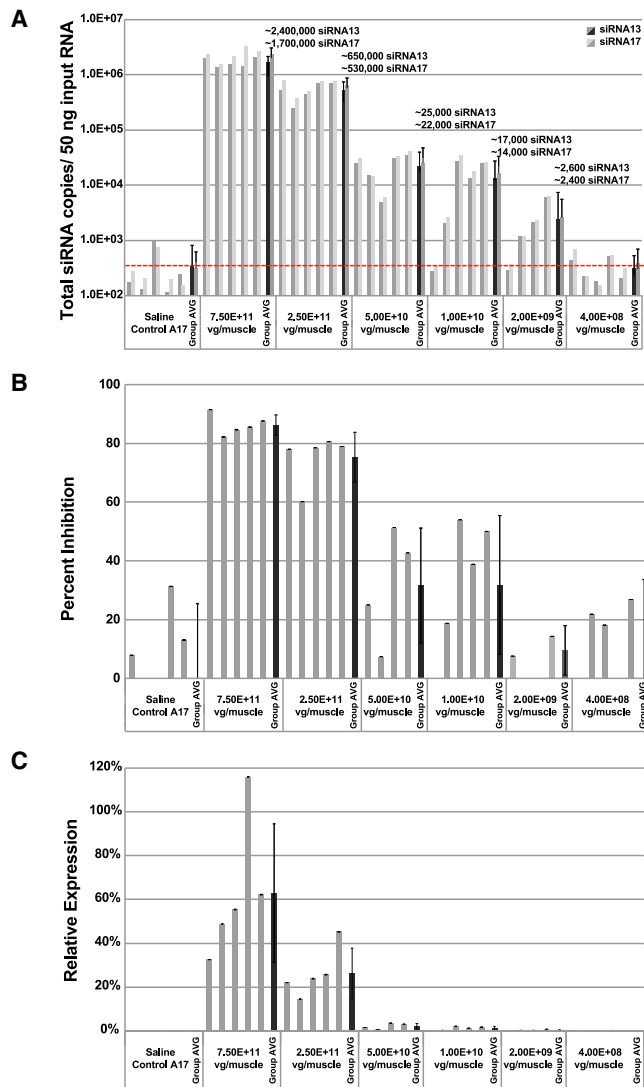 A
Total siRNA copies/ 50 ng input RNA
1.0E+07
1.0E+06
1.0E+05
1.0E+04
1.0E+03
1.0E+02
~2,400,000 siRNA13
~1,700,000 siRNA17
~650,000 siRNA13
~530,000 siRNA17
~25,000 siRNA13
~22,000 siRNA17
~17,000 siRNA13
~14,000 siRNA17
~2,600 siRNA13
~2,400 siRNA17
siRNA13
siRNA17
Saline Control A17
Group AVG
7.50E+11 vg/muscle
Group AVG
2.50E+11 vg/muscle
Group AVG
5.00E+10 vg/muscle
Group AVG
1.00E+10 vg/muscle
Group AVG
2.00E+09 vg/muscle
Group AVG
4.00E+08 vg/muscle
Group AVG
B
Percent Inhibition
100
80
60
40
20
0
Saline Control A17
Group AVG
7.50E+11 vg/muscle
Group AVG
2.50E+11 vg/muscle
Group AVG
5.00E+10 vg/muscle
Group AVG
1.00E+10 vg/muscle
Group AVG
2.00E+09 vg/muscle
Group AVG
4.00E+08 vg/muscle
Group AVG
C
Relative Expression
120%
100%
80%
60%
40%
20%
0%
Saline Control A17
Group AVG
7.50E+11 vg/muscle
Group AVG
2.50E+11 vg/muscle
Group AVG
5.00E+10 vg/muscle
Group AVG
1.00E+10 vg/muscle
Group AVG
2.00E+09 vg/muscle
Group AVG
4.00E+08 vg/muscle
Group AVG